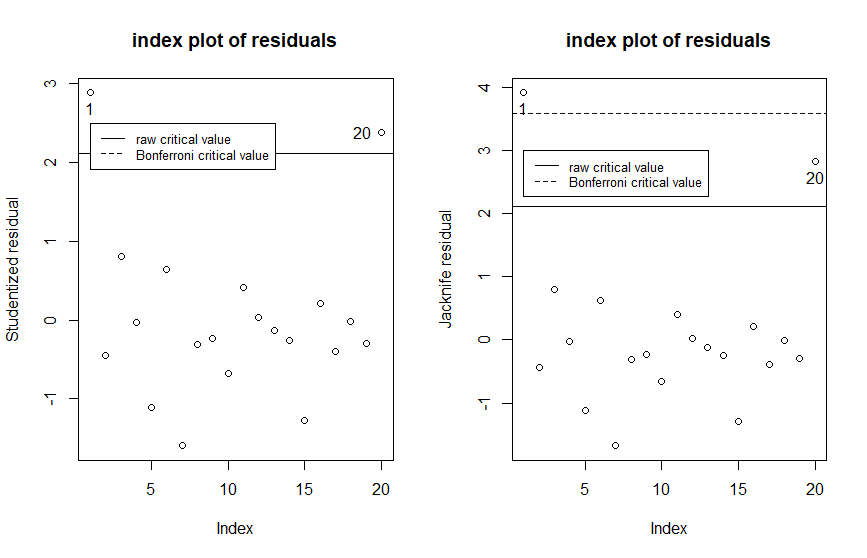 index plot of residuals
3
2
1
0
-1
Studentized residual
1
20
raw critical value
Bonferroni critical value
5
10
15
20
Index
index plot of residuals
4
3
2
1
0
-1
Jacknife residual
1
20
raw critical value
Bonferroni critical value
5
10
15
20
Index